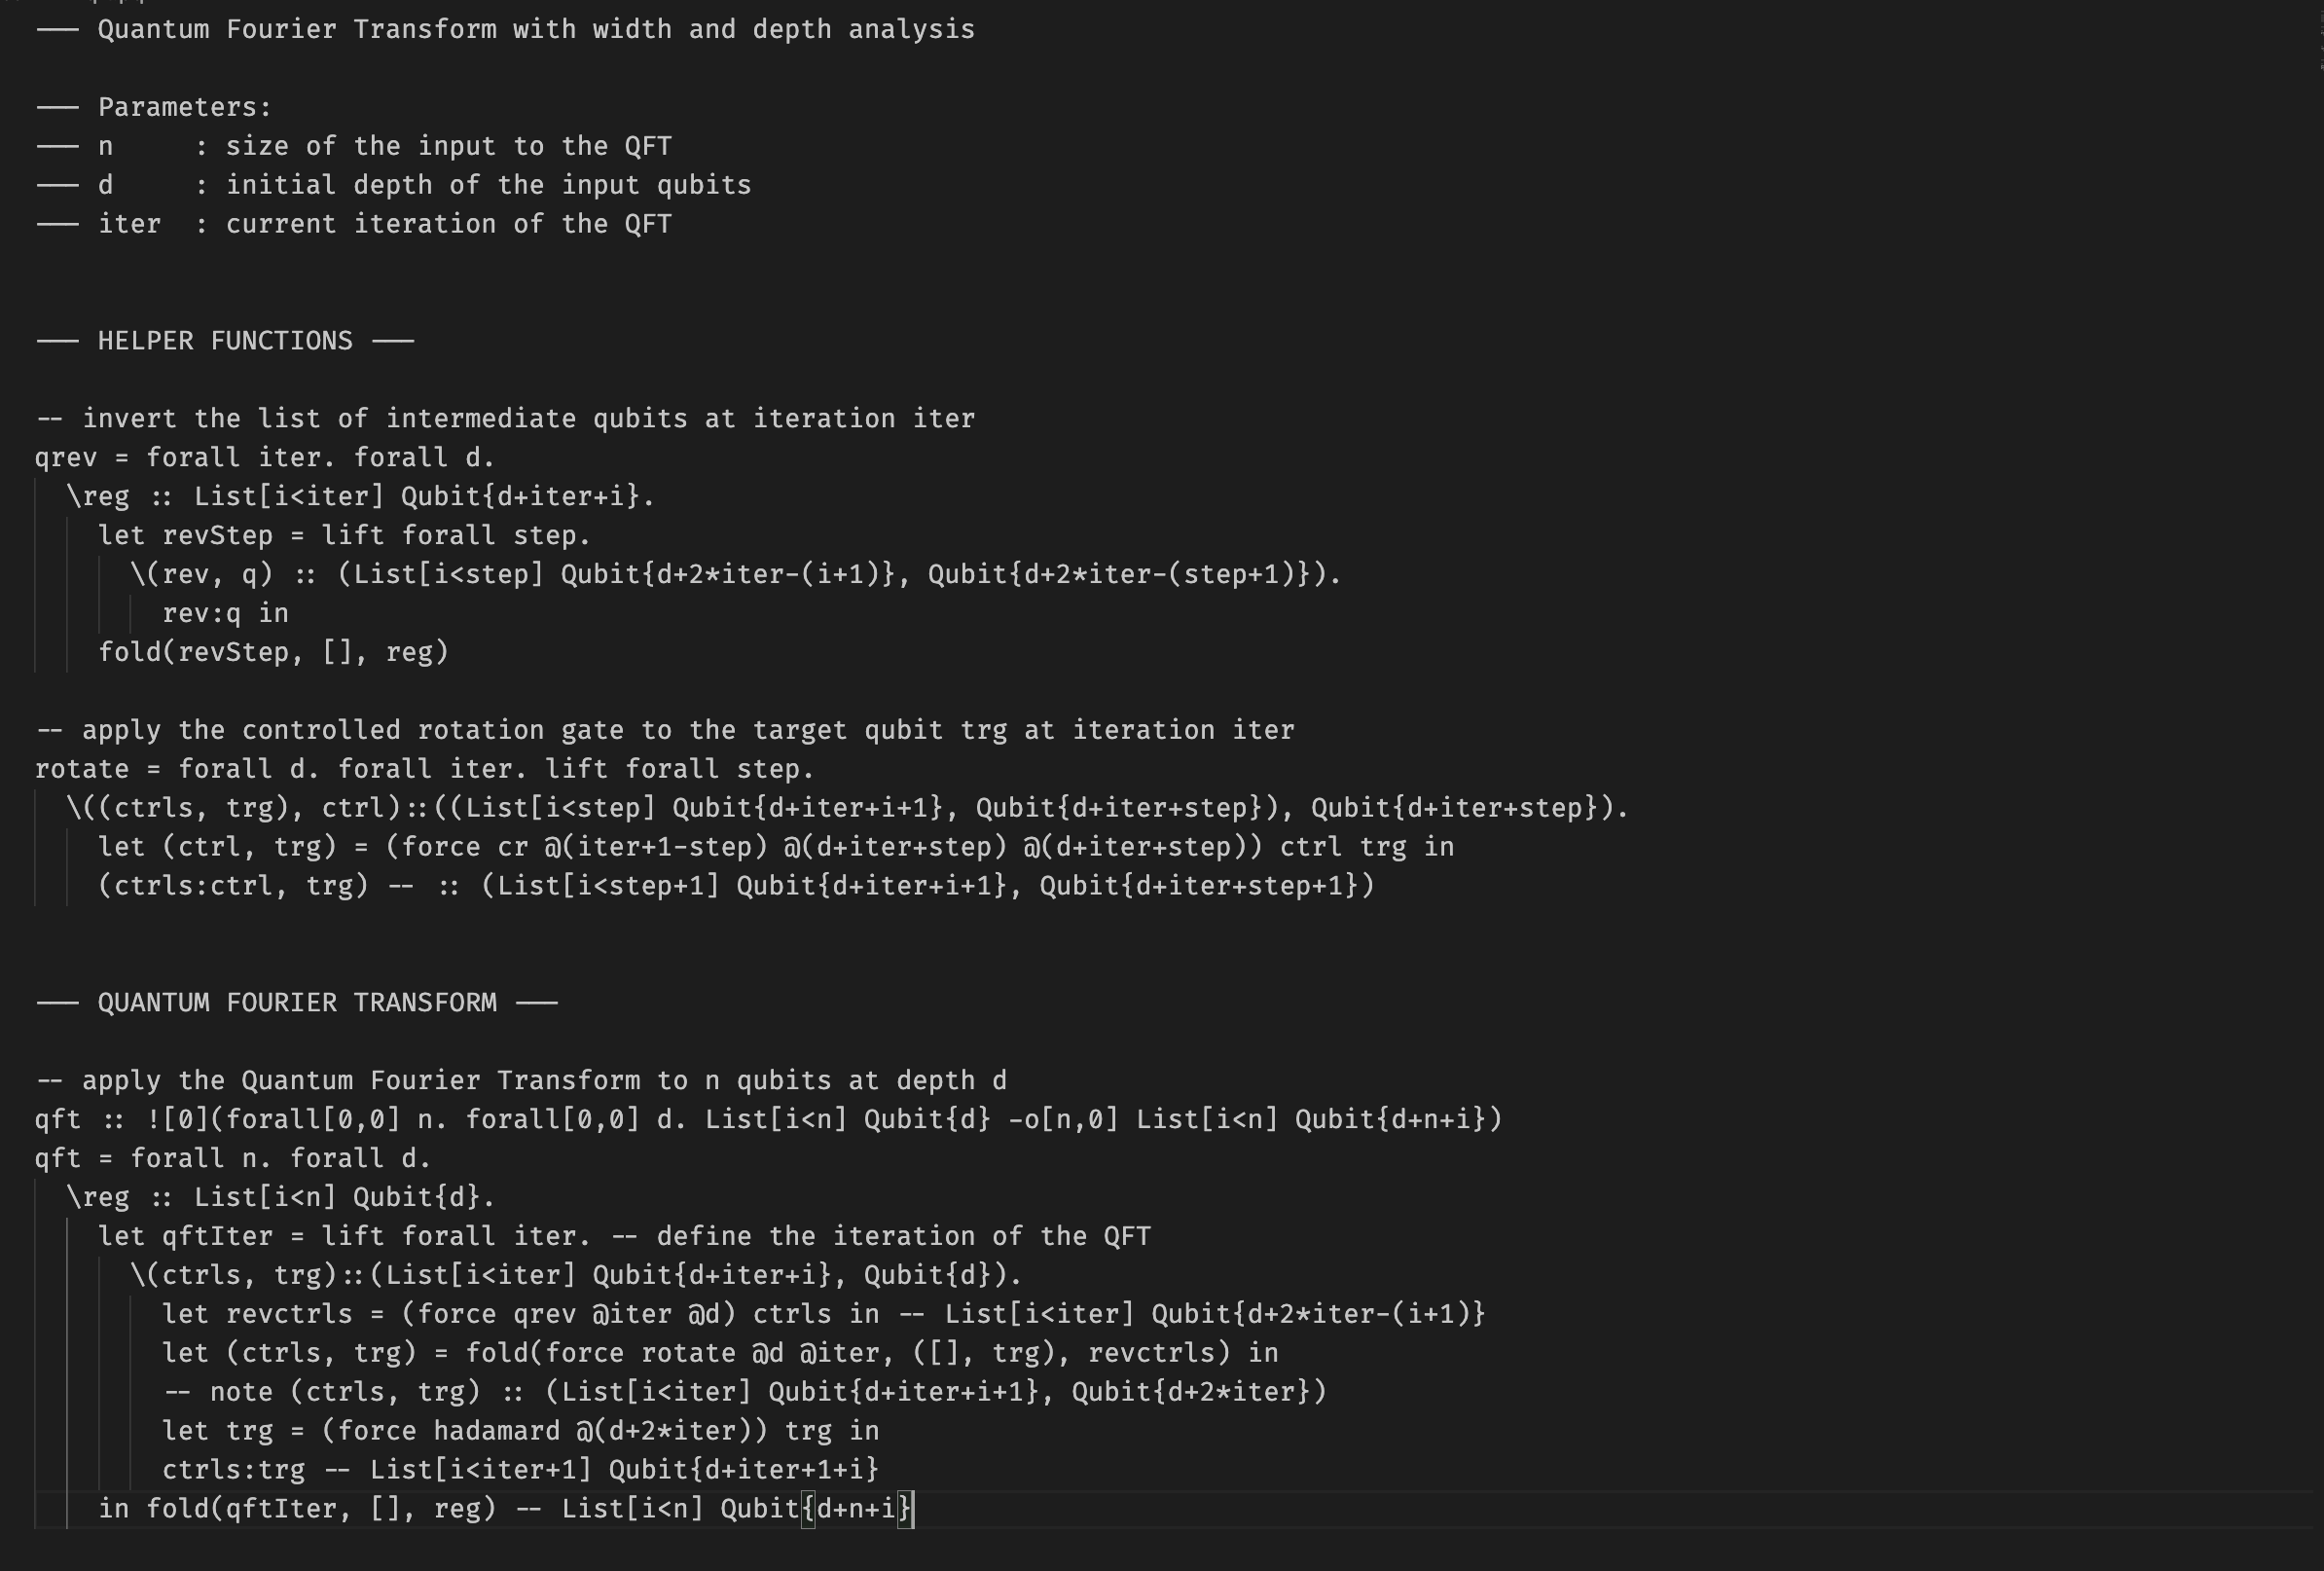 --- Quantum Fourier Transform with width and depth analysis
--- Parameters:
--- n     : size of the input to the QFT
--- d     : initial depth of the input qubits
--- iter  : current iteration of the QFT
--- HELPER FUNCTIONS ---
-- invert the list of intermediate qubits at iteration iter
qrev = forall iter. forall d.
  \reg :: List[i<iter] Qubit{d+iter+i}.
    let revStep = lift forall step.
      \(rev, q) :: (List[i<step] Qubit{d+2*iter-(i+1)}, Qubit{d+2*iter-(step+1)}).
        rev:q in
    fold(revStep, [], reg)
-- apply the controlled rotation gate to the target qubit trg at iteration iter
rotate = forall d. forall iter. lift forall step.
  \((ctrls, trg), ctrl)::((List[i<step] Qubit{d+iter+i+1}, Qubit{d+iter+step}), Qubit{d+iter+step}).
    let (ctrl, trg) = (force cr @(iter+1-step) @(d+iter+step) @(d+iter+step)) ctrl trg in
    (ctrls:ctrl, trg) -- :: (List[i<step+1] Qubit{d+iter+i+1}, Qubit{d+iter+step+1})
--- QUANTUM FOURIER TRANSFORM ---
-- apply the Quantum Fourier Transform to n qubits at depth d
qft :: ![0](forall[0,0] n. forall[0,0] d. List[i<n] Qubit{d} -o[n,0] List[i<n] Qubit{d+n+i})
qft = forall n. forall d.
  \reg :: List[i<n] Qubit{d}.
    let qftIter = lift forall iter. -- define the iteration of the QFT
      \(ctrls, trg)::(List[i<iter] Qubit{d+iter+i}, Qubit{d}).
        let revctrls = (force qrev @iter @d) ctrls in -- List[i<iter] Qubit{d+2*iter-(i+1)}
        let (ctrls, trg) = fold(force rotate @d @iter, ([], trg), revctrls) in
        -- note (ctrls, trg) :: (List[i<iter] Qubit{d+iter+i+1}, Qubit{d+2*iter})
        let trg = (force hadamard @(d+2*iter)) trg in
        ctrls:trg -- List[i<iter+1] Qubit{d+iter+1+i}
    in fold(qftIter, [], reg) -- List[i<n] Qubit{d+n+i}